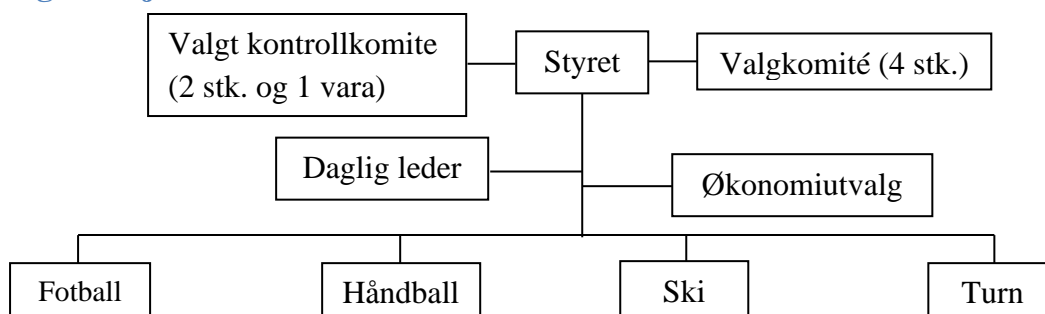 Valgt kontrollkomite
(2 stk. og 1 vara)
Styret
Valgkomité (4 stk.)
Daglig leder
Økonomiutvalg
Fotball
Håndball
Ski
Turn